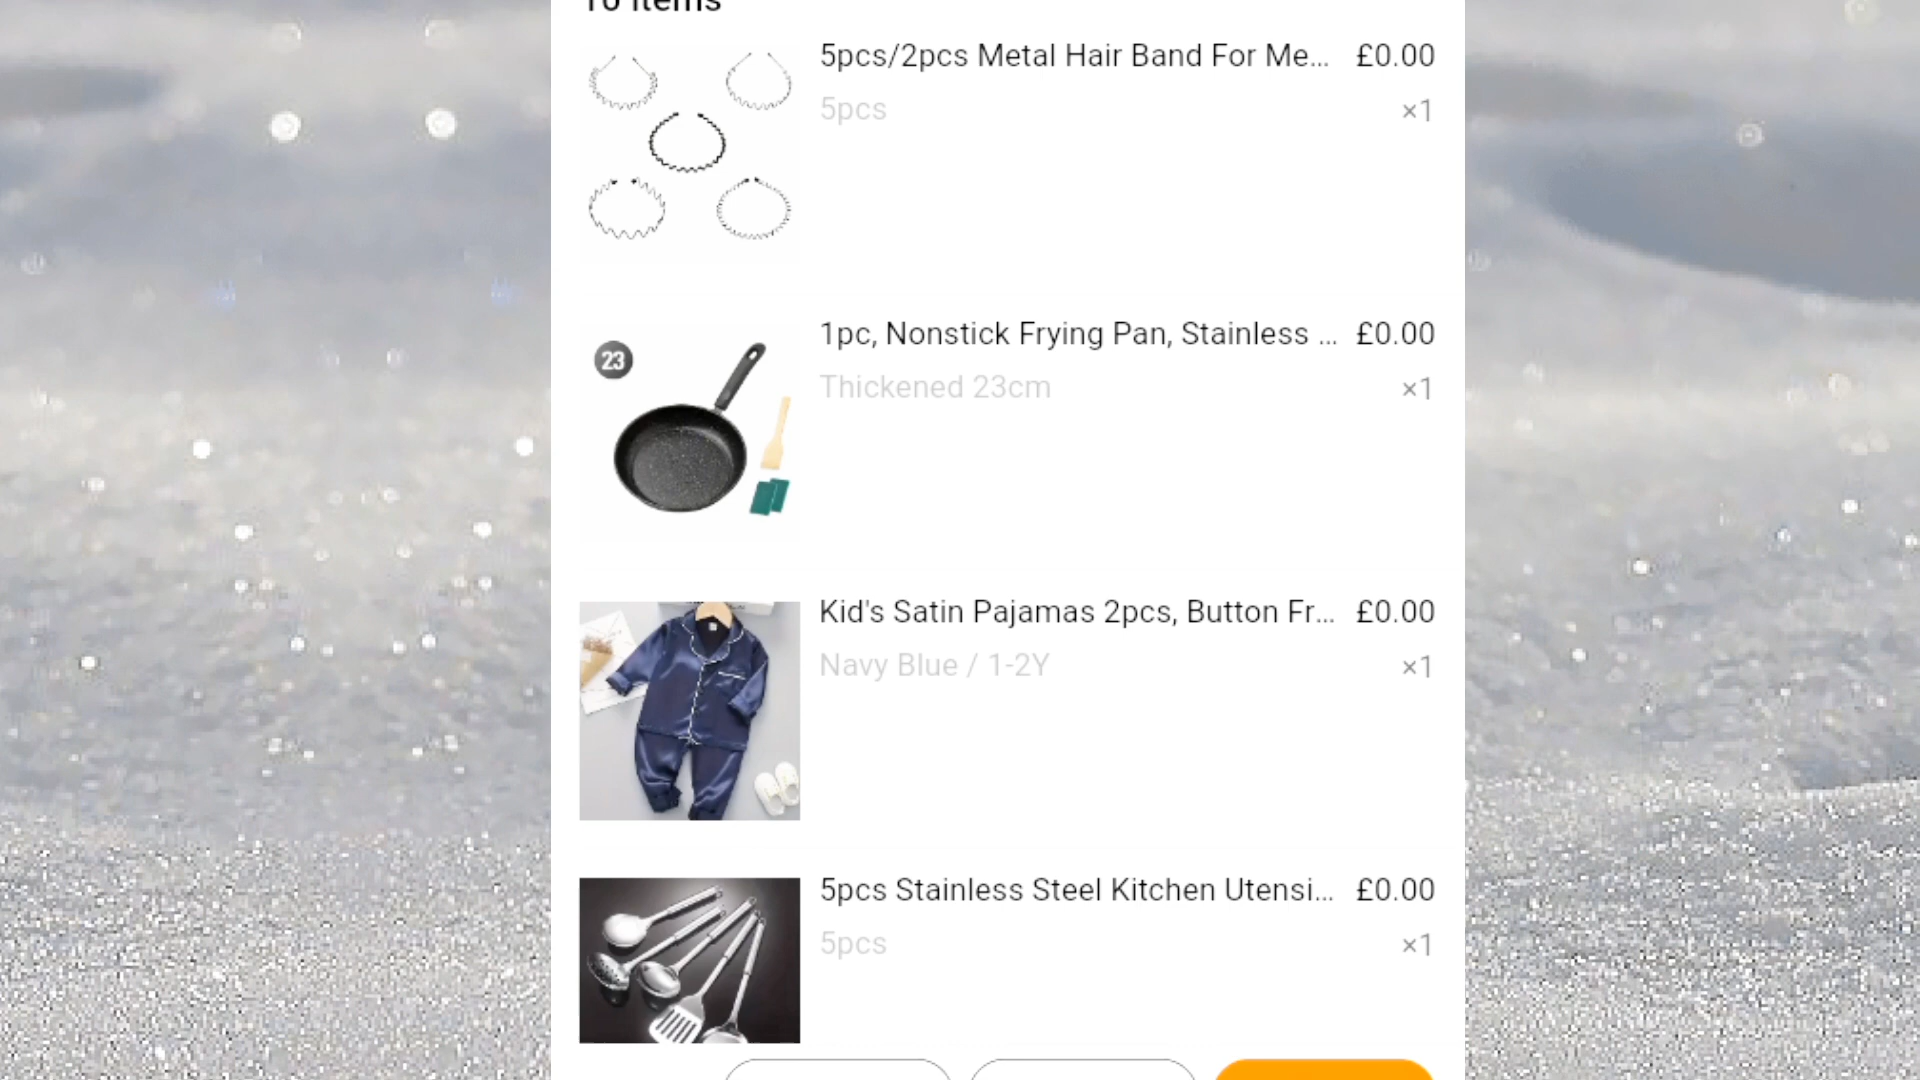 5pcs/2pcs Metal Hair Band For Me... £0.00
5pcs ×1
23
1pc, Nonstick Frying Pan, Stainless ... £0.00
Thickened 23cm ×1
Kid's Satin Pajamas 2pcs, Button Fr... £0.00
Navy Blue / 1-2Y ×1
5pcs Stainless Steel Kitchen Utensi... £0.00
5pcs ×1